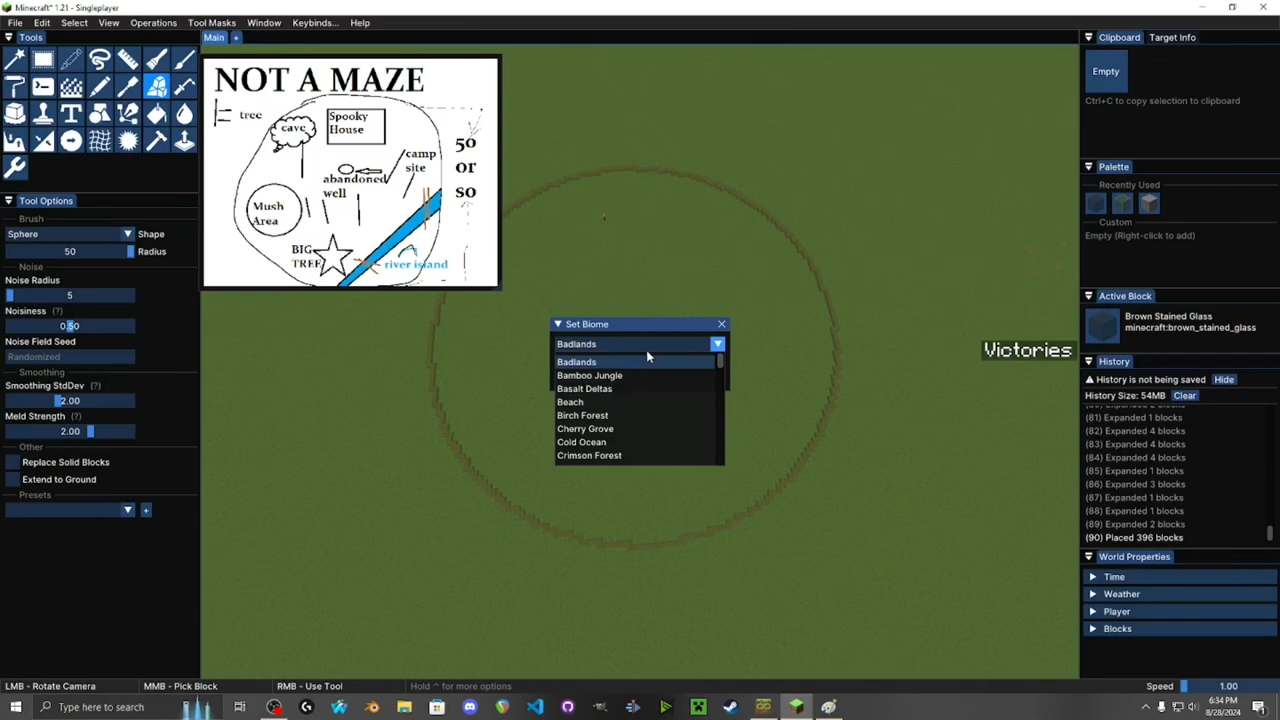 Minecraft* 1.21 - Singleplayer
File Edit Select View Operations Tool Masks Window Keybinds... Help
Tools
Main +
Clipboard Target Info
Empty
Ctrl+C to copy selection to clipboard
NOT A MAZE
tree
cave
Spooky
House
50
or
so
camp
site
abandoned
well
Mush
Area
BIG
TREE
river island
Tool Options
Brush
Sphere Shape
50 Radius
Noise
Noise Radius
5
Noisiness (?)
0.50
Noise Field Seed
Randomized
Smoothing
Smoothing StdDev (?)
2.00
Meld Strength (?)
2.00
Other
Replace Solid Blocks
Extend to Ground
Presets
+
Set Biome
Badlands
Badlands
Bamboo Jungle
Basalt Deltas
Beach
Birch Forest
Cherry Grove
Cold Ocean
Crimson Forest
Victories
Palette
Recently Used
Custom
Empty (Right-click to add)
Active Block
Brown Stained Glass
minecraft:brown_stained_glass
History
History is not being saved Hide
History Size: 54MB Clear
(81) Expanded 1 blocks
(82) Expanded 4 blocks
(83) Expanded 4 blocks
(84) Expanded 4 blocks
(85) Expanded 1 blocks
(86) Expanded 3 blocks
(87) Expanded 1 blocks
(88) Expanded 1 blocks
(89) Expanded 2 blocks
(90) Placed 396 blocks
World Properties
Time
Weather
Player
Blocks
LMB - Rotate Camera MMB - Pick Block RMB - Use Tool Hold ^ for more options Speed 1.00
Type here to search
6:34 PM
8/28/2024